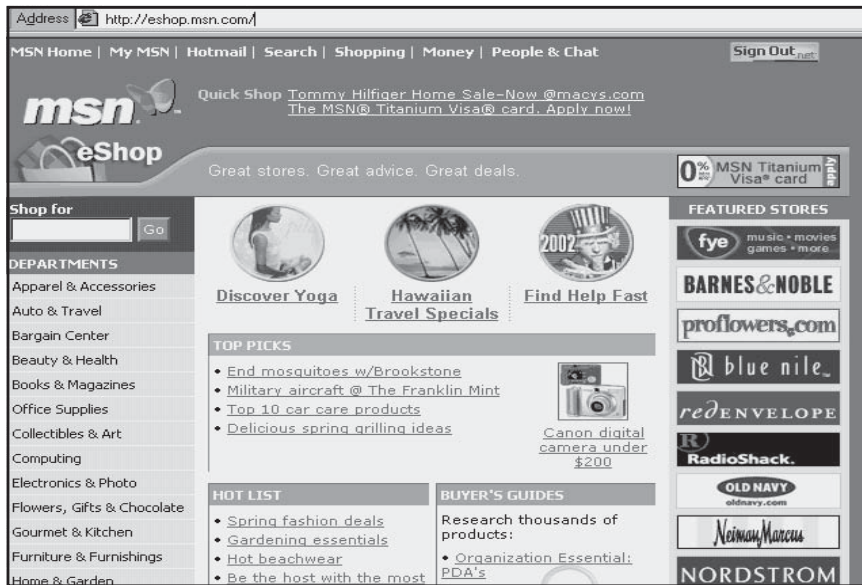 Address http://eshop.msn.com/
MSN Home | My MSN | Hotmail | Search | Shopping | Money | People & Chat
Sign Out.net
msn
eShop
Quick Shop Tommy Hilfiger Home Sale-Now @macys.com
The MSN® Titanium Visa® card. Apply now!
Great stores. Great advice. Great deals.
0% MSN Titanium
Visa® card
apply
Shop for
Go
DEPARTMENTS
Apparel & Accessories
Auto & Travel
Bargain Center
Beauty & Health
Books & Magazines
Office Supplies
Collectibles & Art
Computing
Electronics & Photo
Flowers, Gifts & Chocolate
Gourmet & Kitchen
Furniture & Furnishings
Home & Garden
2002
Discover Yoga
Hawaiian
Travel Specials
Find Help Fast
TOP PICKS
• End mosquitoes w/Brookstone
• Military aircraft @ The Franklin Mint
• Top 10 car care products
• Delicious spring grilling ideas
Canon digital
camera under
$200
HOT LIST
• Spring fashion deals
• Gardening essentials
• Hot beachwear
• Be the host with the most
BUYER'S GUIDES
Research thousands of
products:
• Organization Essential:
PDA's
FEATURED STORES
fye music • movies
games • more
BARNES&NOBLE
proflowers.com
BN blue nile
redENVELOPE
R
RadioShack.
OLD NAVY
oldnavy.com
Neiman Marcus
NORDSTROM